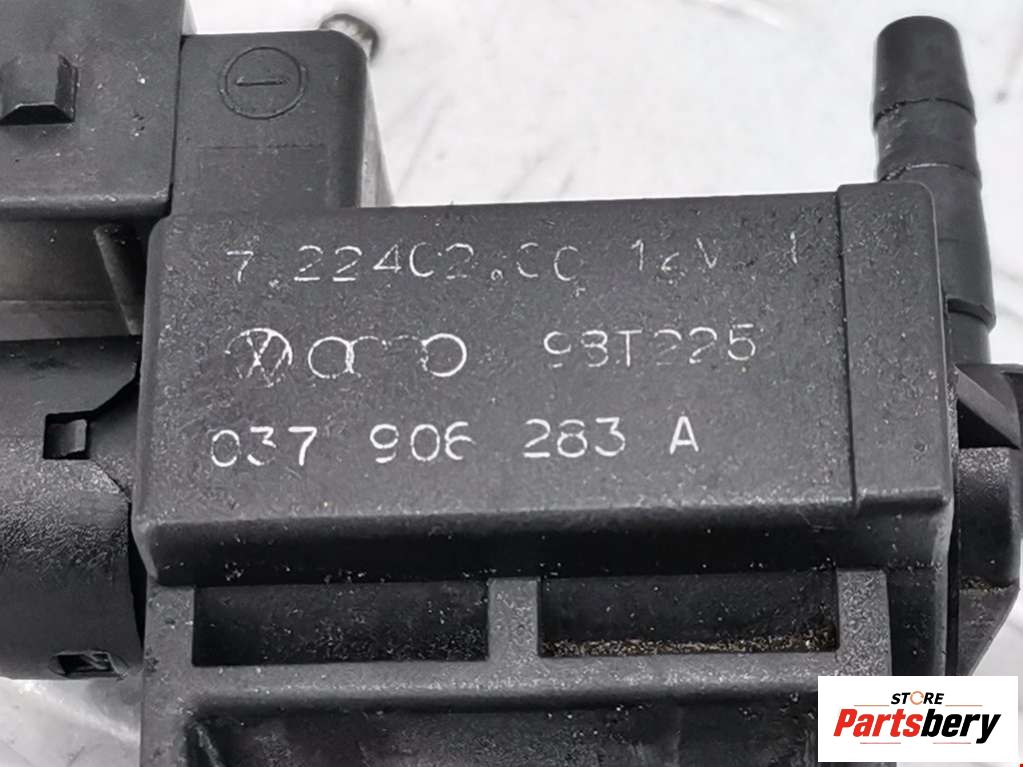 7.22402.00 12V
98T225
037 906 283 A
STORE
Partsbery